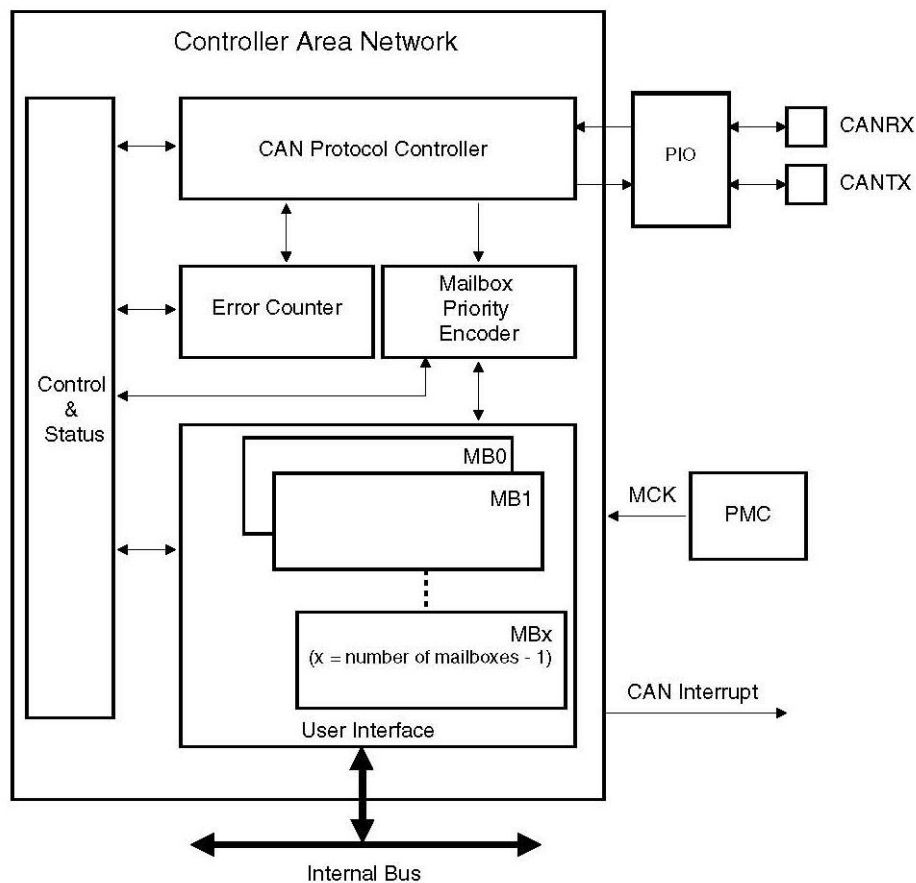 Controller Area Network
CAN Protocol Controller
PIO
CANRX
CANTX
Error Counter
Mailbox
Priority
Encoder
Control
&
Status
MB0
MB1
MCK
PMC
MBx
(x = number of mailboxes - 1)
CAN Interrupt
User Interface
Internal Bus